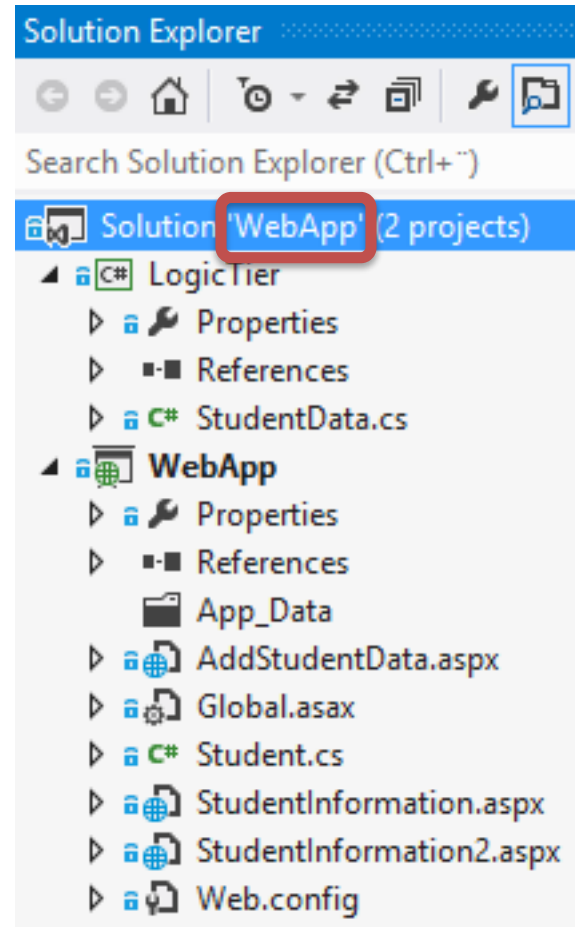 Solution Explorer
Search Solution Explorer (Ctrl+¨)
Solution 'WebApp' (2 projects)
C# LogicTier
Properties
References
C# StudentData.cs
WebApp
Properties
References
App_Data
AddStudentData.aspx
Global.asax
C# Student.cs
StudentInformation.aspx
StudentInformation2.aspx
Web.config